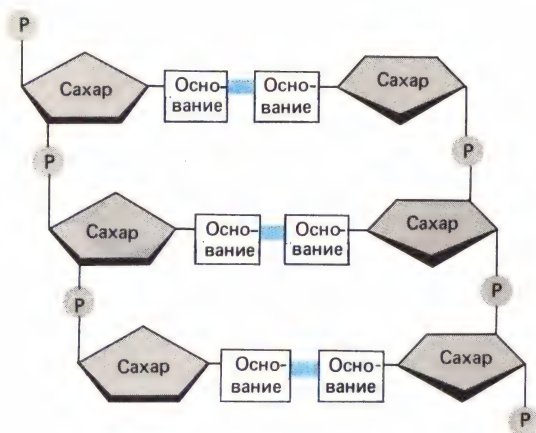 P
Сахар
Осно-
вание
Осно-
вание
Сахар
P
P
Сахар
Осно-
вание
Осно-
вание
Сахар
P
P
Сахар
Осно-
вание
Осно-
вание
Сахар
P